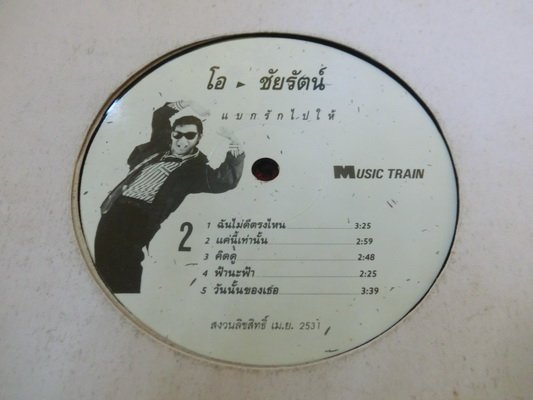 โอ ► ชัยรัตน์
แบกรักไปให้
MUSIC TRAIN
2
1 ฉันไม่ดีตรงไหน 3:25
2 แค่นี้เท่านั้น 2:59
3 คิดดู 2:48
4 ฟ้านะฟ้า 2:25
5 วันนั้นของเธอ 3:39
สงวนลิขสิทธิ์ เม.ย. 2531